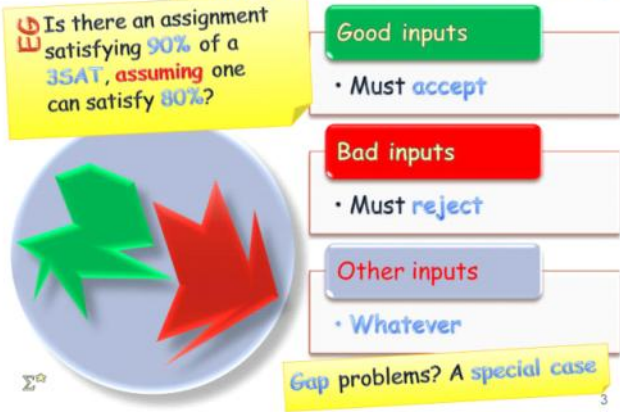 EG Is there an assignment
satisfying 90% of a
3SAT, assuming one
can satisfy 80%?
Good inputs
• Must accept
Bad inputs
• Must reject
Other inputs
• Whatever
Σ*
Gap problems? A special case
3